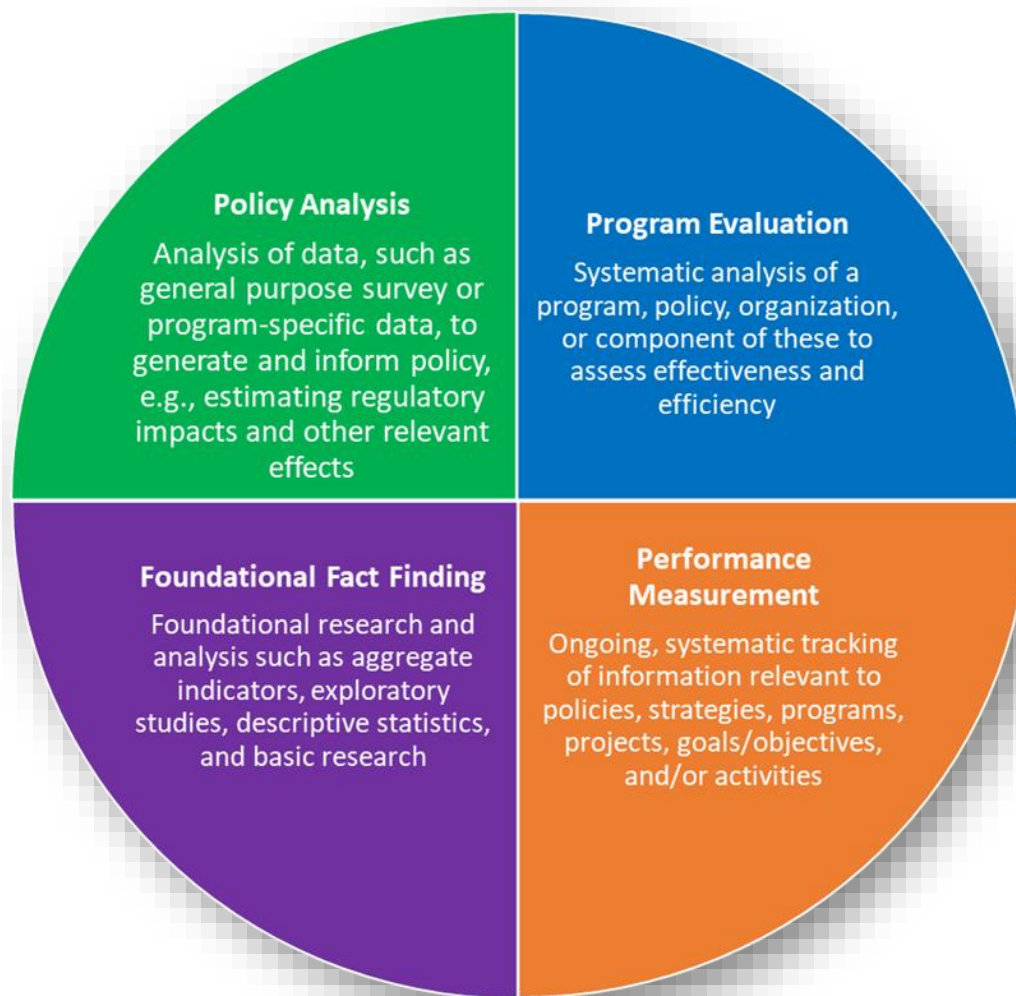 Policy Analysis
Analysis of data, such as
general purpose survey or
program-specific data, to
generate and inform policy,
e.g., estimating regulatory
impacts and other relevant
effects
Program Evaluation
Systematic analysis of a
program, policy, organization,
or component of these to
assess effectiveness and
efficiency
Foundational Fact Finding
Foundational research and
analysis such as aggregate
indicators, exploratory
studies, descriptive statistics,
and basic research
Performance
Measurement
Ongoing, systematic tracking
of information relevant to
policies, strategies, programs,
projects, goals/objectives,
and/or activities